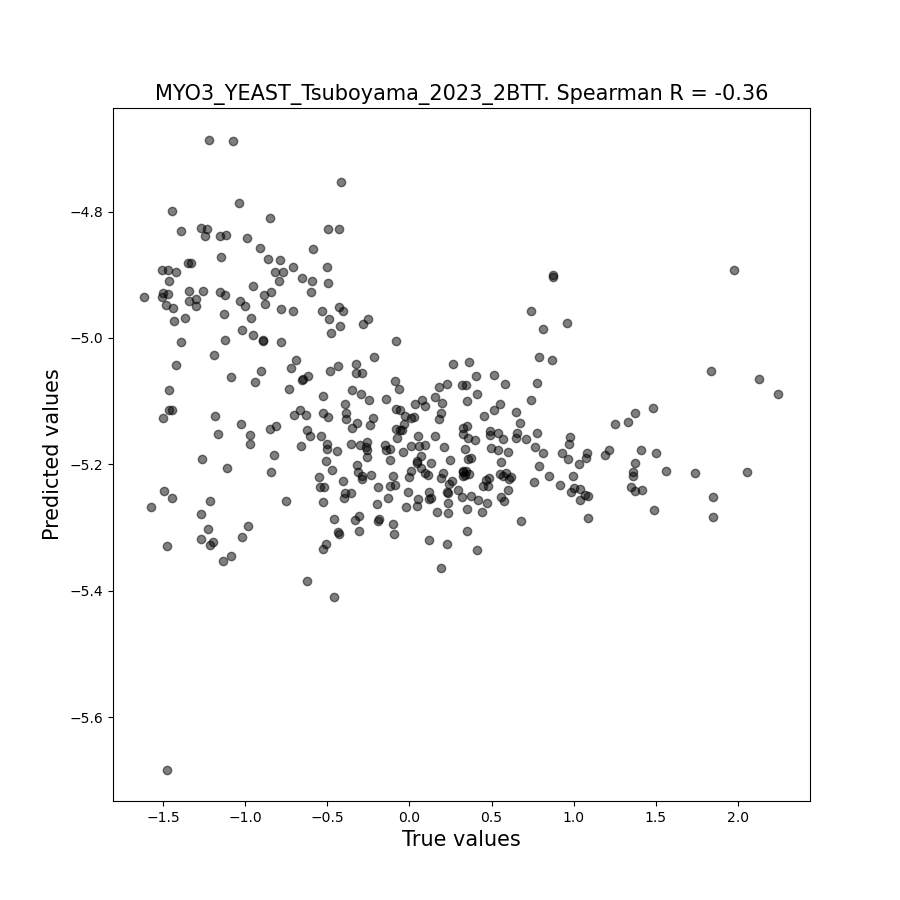 MYO3_YEAST_Tsuboyama_2023_2BTT. Spearman R = -0.36
−4.8
−5.0
−5.2
−5.4
−5.6
Predicted values
−1.5 −1.0 −0.5 0.0 0.5 1.0 1.5 2.0
True values